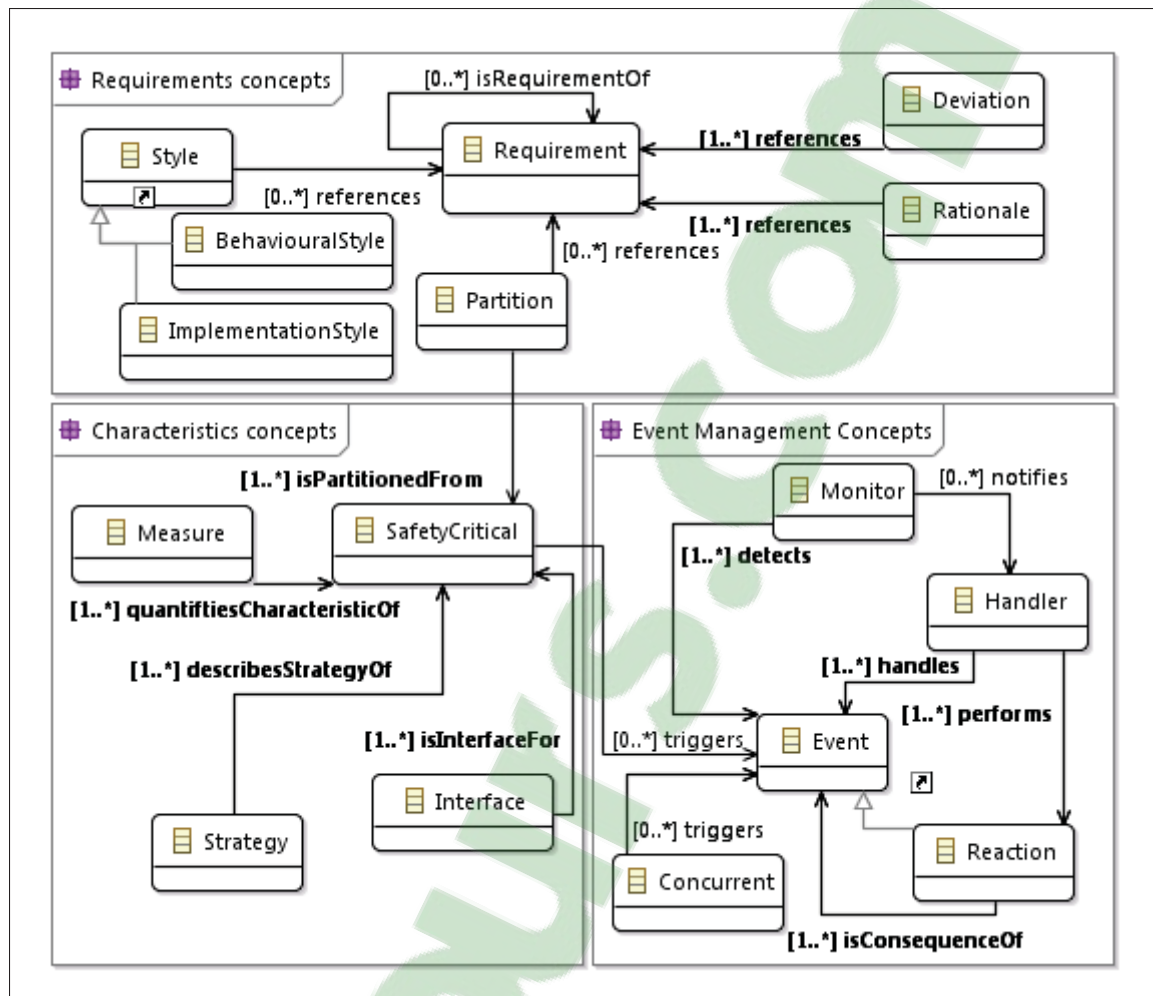 Requirements concepts
[0..*] isRequirementOf
Deviation
Style
Requirement
[1..*] references
[0..*] references
Rationale
[1..*] references
BehaviouralStyle
[0..*] references
Partition
ImplementationStyle
Characteristics concepts
Event Management Concepts
[1..*] isPartitionedFrom
Monitor
[0..*] notifies
Measure
SafetyCritical
[1..*] detects
Handler
[1..*] quantiftiesCharacteristicOf
[1..*] describesStrategyOf
[1..*] handles
[1..*] performs
[1..*] isInterfaceFor
[0..*] triggers
Event
Interface
Strategy
[0..*] triggers
Reaction
Concurrent
[1..*] isConsequenceOf
urs.com